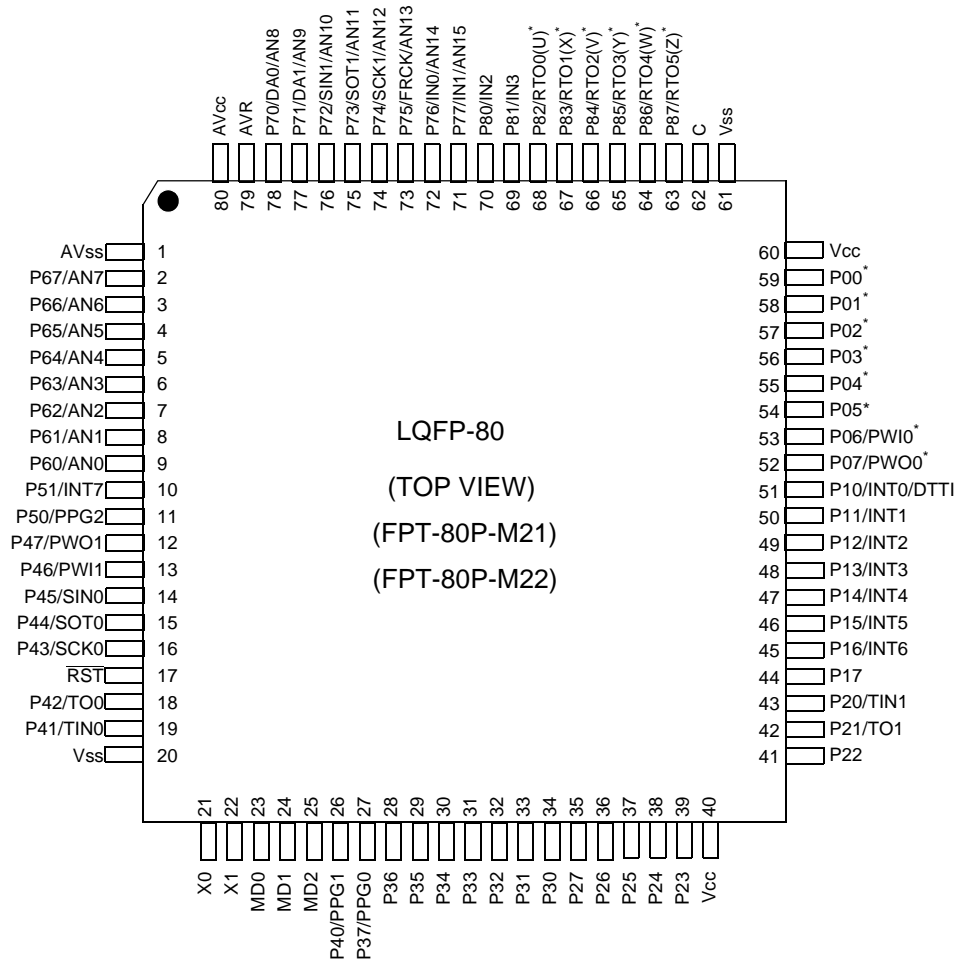 AVcc
AVR
P70/DA0/AN8
P71/DA1/AN9
P72/SIN1/AN10
P73/SOT1/AN11
P74/SCK1/AN12
P75/FRCK/AN13
P76/IN0/AN14
P77/IN1/AN15
P80/IN2
P81/IN3
P82/RTO0(U)*
P83/RTO1(X)*
P84/RTO2(V)*
P85/RTO3(Y)*
P86/RTO4(W)*
P87/RTO5(Z)*
C
Vss
80 79 78 77 76 75 74 73 72 71 70 69 68 67 66 65 64 63 62 61
AVss 1
P67/AN7 2
P66/AN6 3
P65/AN5 4
P64/AN4 5
P63/AN3 6
P62/AN2 7
P61/AN1 8
P60/AN0 9
P51/INT7 10
P50/PPG2 11
P47/PWO1 12
P46/PWI1 13
P45/SIN0 14
P44/SOT0 15
P43/SCK0 16
RST 17
P42/TO0 18
P41/TIN0 19
Vss 20
LQFP-80
(TOP VIEW)
(FPT-80P-M21)
(FPT-80P-M22)
60 Vcc
59 P00*
58 P01*
57 P02*
56 P03*
55 P04*
54 P05*
53 P06/PWI0*
52 P07/PWO0*
51 P10/INT0/DTTI
50 P11/INT1
49 P12/INT2
48 P13/INT3
47 P14/INT4
46 P15/INT5
45 P16/INT6
44 P17
43 P20/TIN1
42 P21/TO1
41 P22
21 22 23 24 25 26 27 28 29 30 31 32 33 34 35 36 37 38 39 40
X0
X1
MD0
MD1
MD2
P40/PPG1
P37/PPG0
P36
P35
P34
P33
P32
P31
P30
P27
P26
P25
P24
P23
Vcc